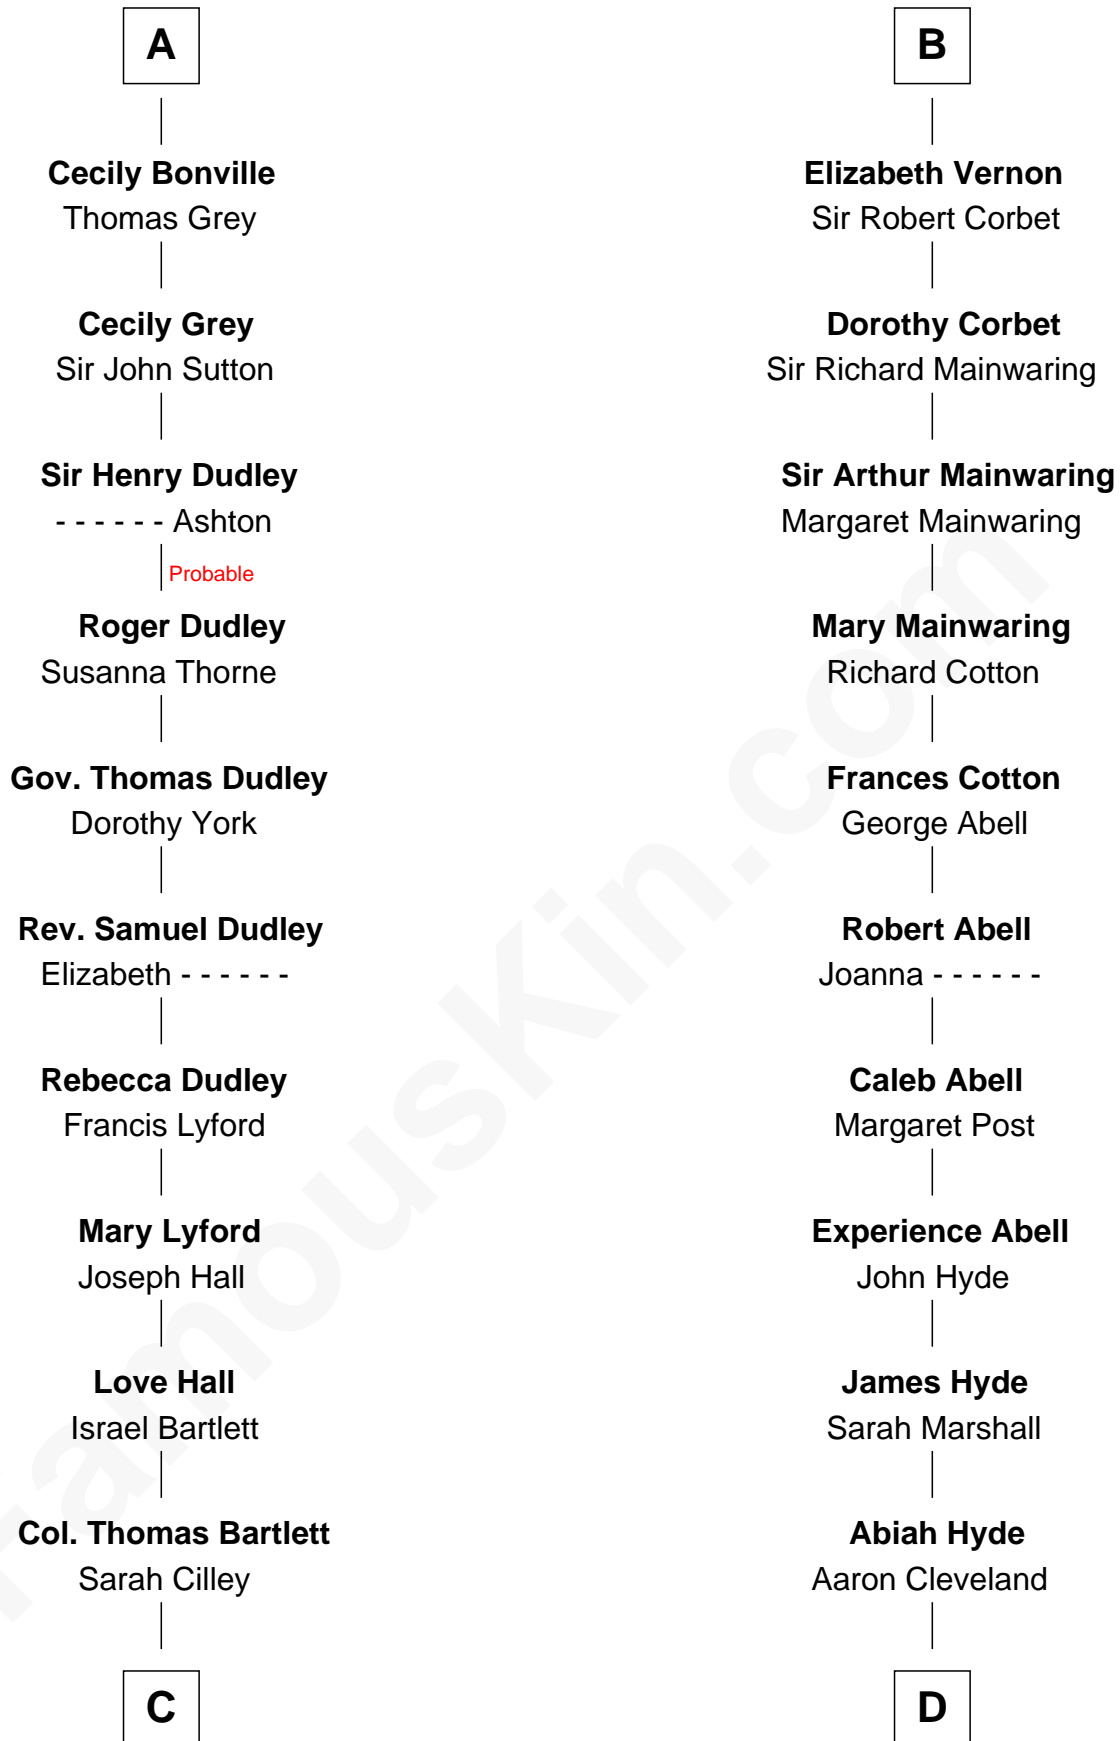 A
Cecily Bonville
Thomas Grey
Cecily Grey
Sir John Sutton
Sir Henry Dudley
- - - - - - Ashton
Probable
Roger Dudley
Susanna Thorne
Gov. Thomas Dudley
Dorothy York
Rev. Samuel Dudley
Elizabeth - - - - - -
Rebecca Dudley
Francis Lyford
Mary Lyford
Joseph Hall
Love Hall
Israel Bartlett
Col. Thomas Bartlett
Sarah Cilley
C
B
Elizabeth Vernon
Sir Robert Corbet
Dorothy Corbet
Sir Richard Mainwaring
Sir Arthur Mainwaring
Margaret Mainwaring
Mary Mainwaring
Richard Cotton
Frances Cotton
George Abell
Robert Abell
Joanna - - - - - -
Caleb Abell
Margaret Post
Experience Abell
John Hyde
James Hyde
Sarah Marshall
Abiah Hyde
Aaron Cleveland
D
FamousKin.com